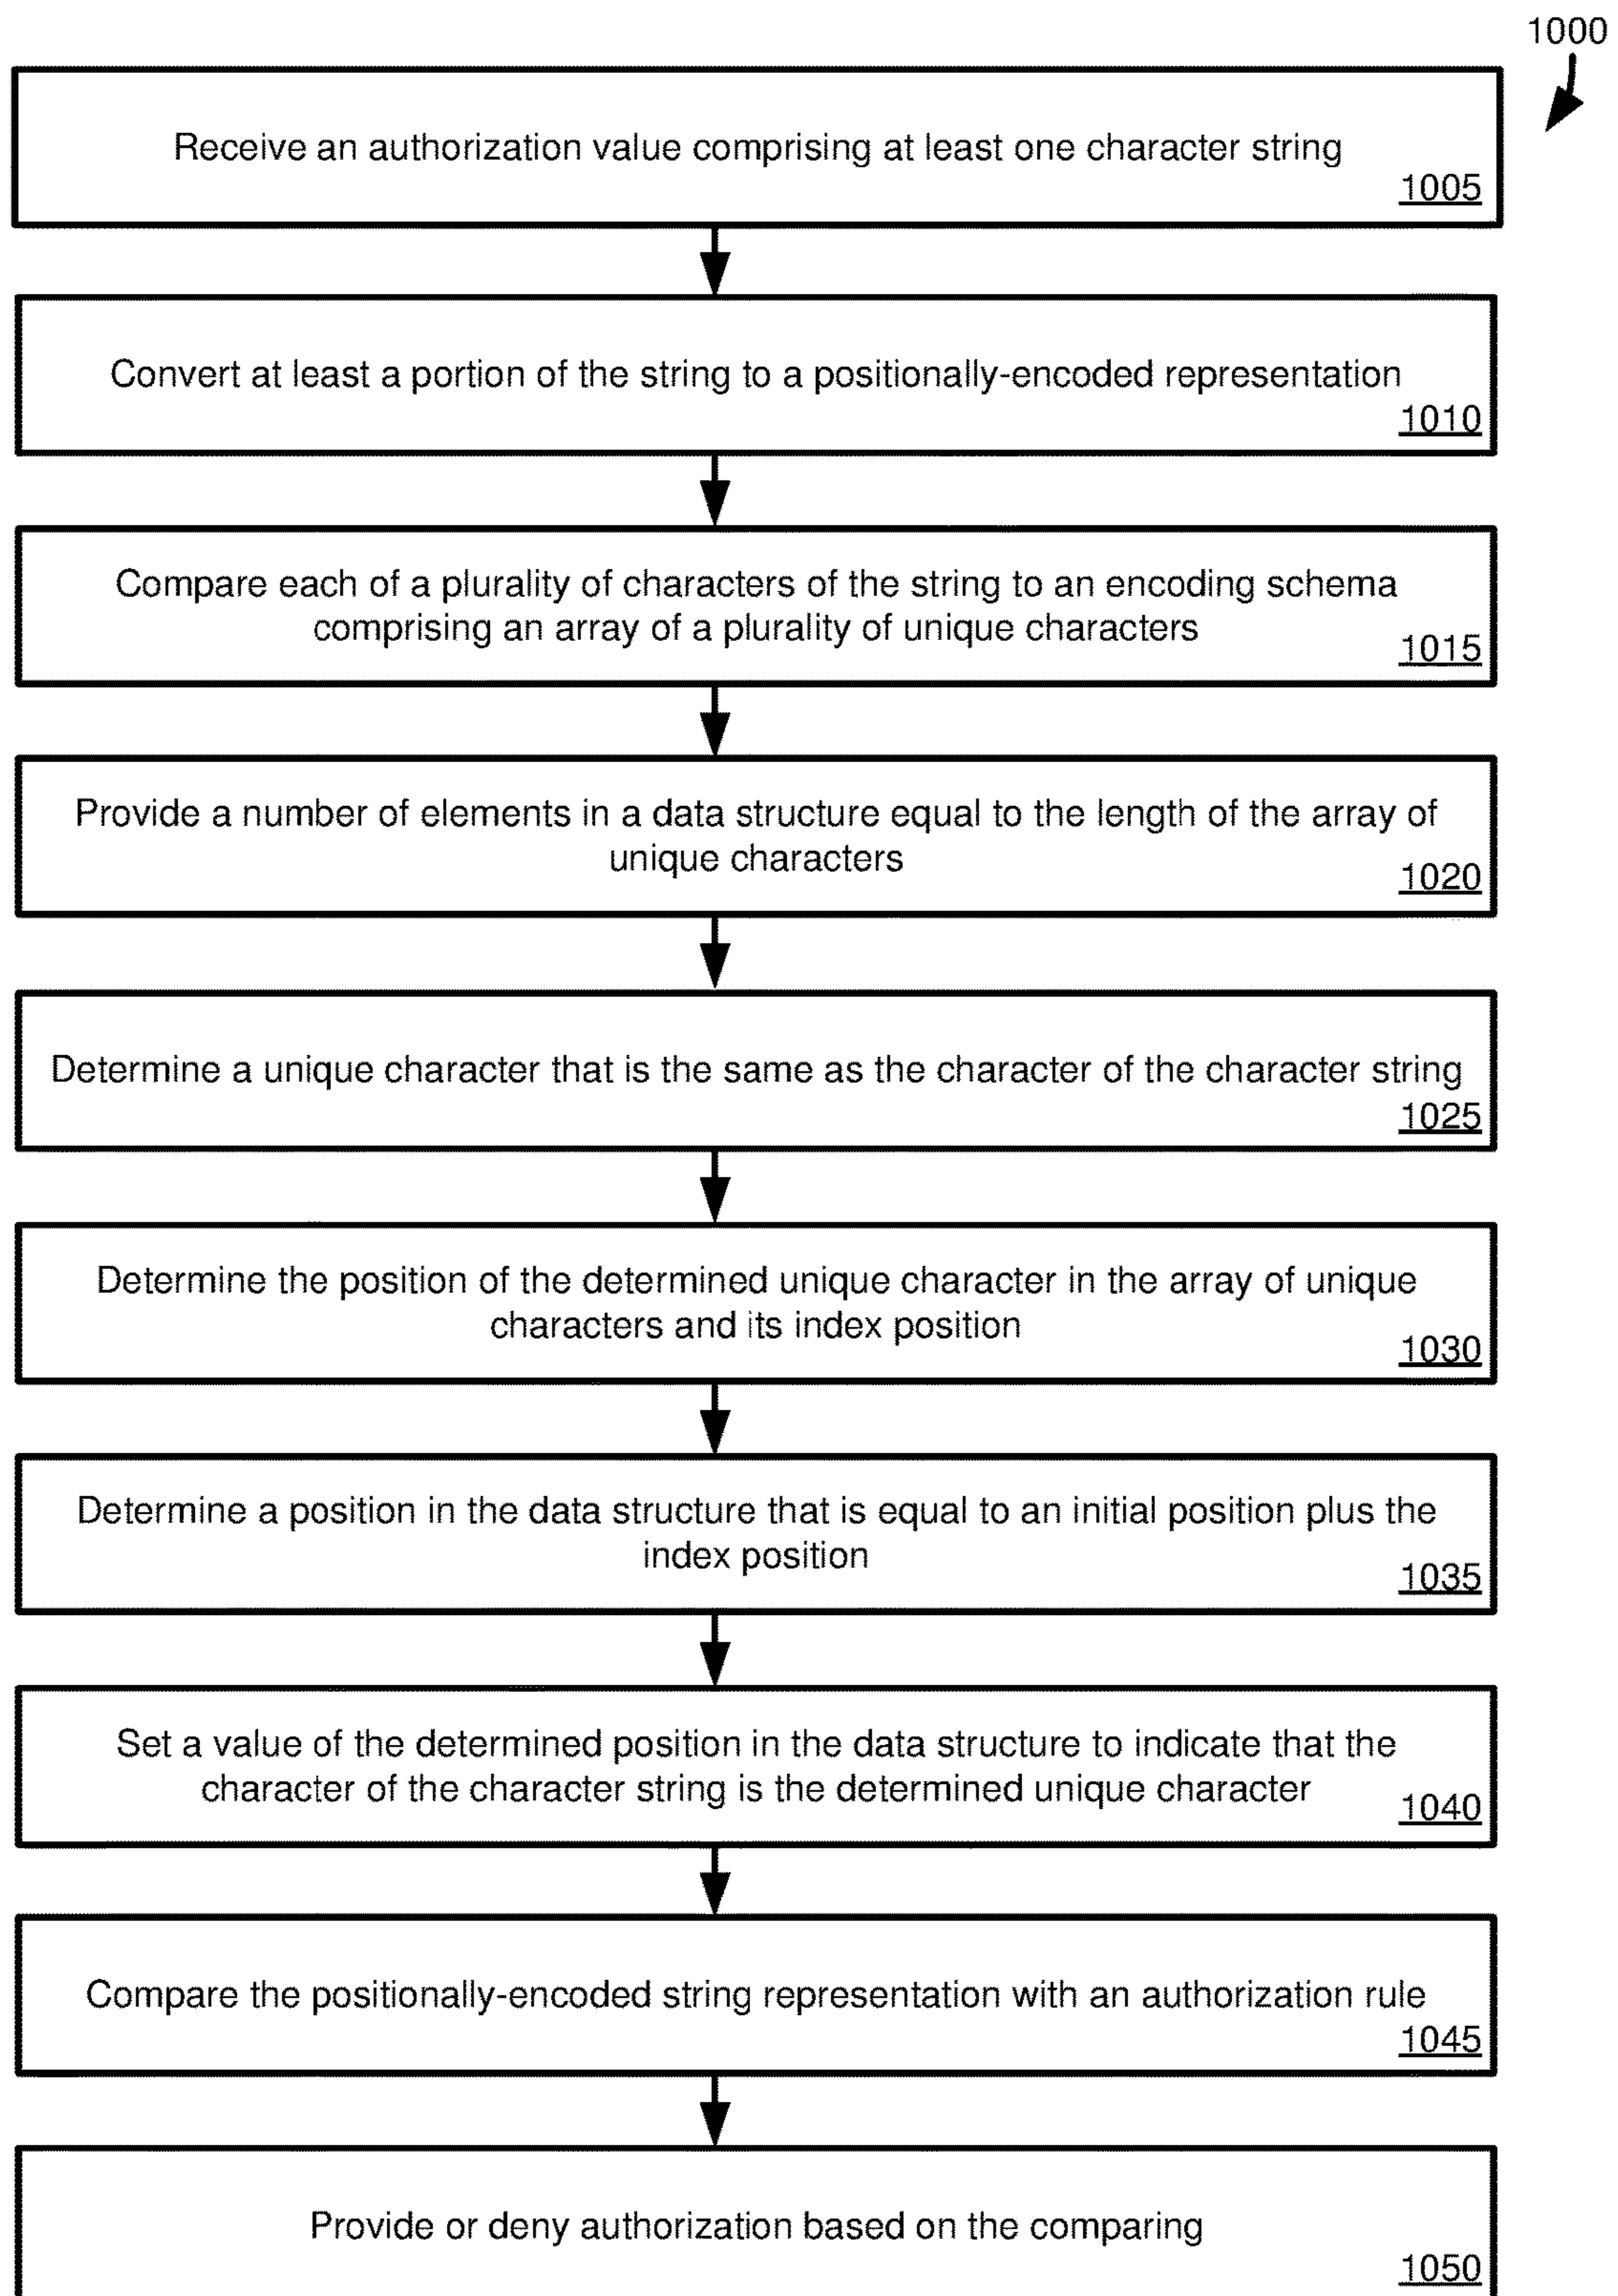 1000
Receive an authorization value comprising at least one character string
1005
Convert at least a portion of the string to a positionally-encoded representation
1010
Compare each of a plurality of characters of the string to an encoding schema
comprising an array of a plurality of unique characters
1015
Provide a number of elements in a data structure equal to the length of the array of
unique characters
1020
Determine a unique character that is the same as the character of the character string
1025
Determine the position of the determined unique character in the array of unique
characters and its index position
1030
Determine a position in the data structure that is equal to an initial position plus the
index position
1035
Set a value of the determined position in the data structure to indicate that the
character of the character string is the determined unique character
1040
Compare the positionally-encoded string representation with an authorization rule
1045
Provide or deny authorization based on the comparing
1050